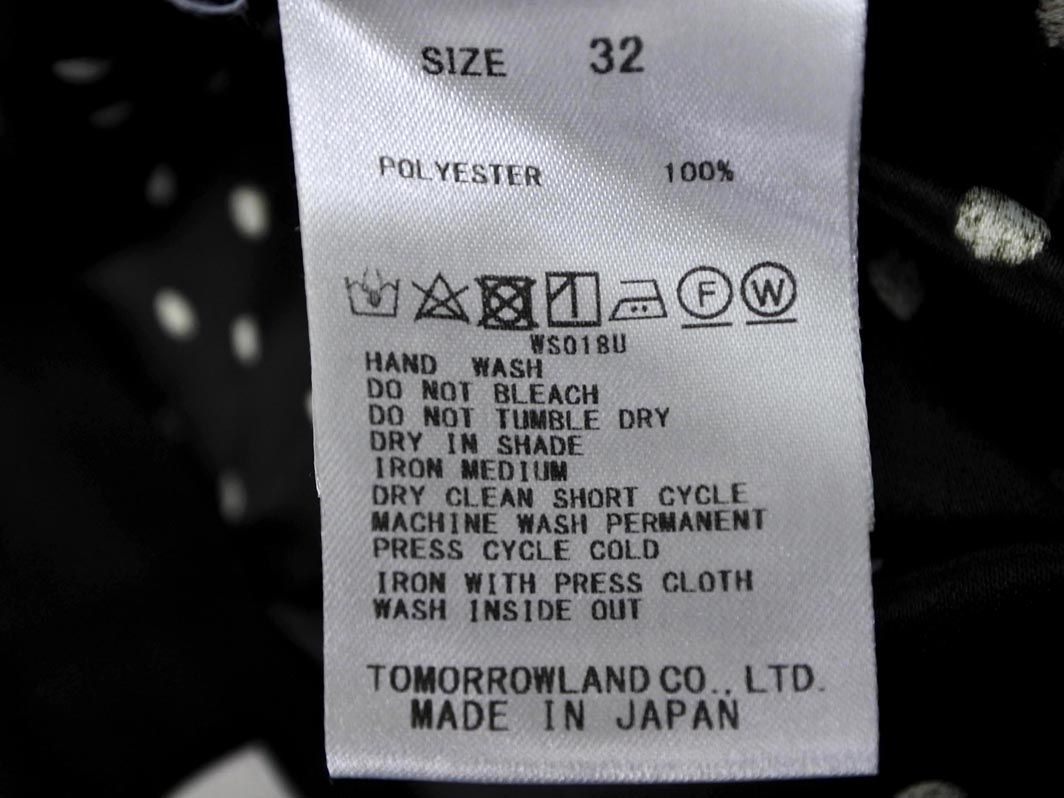 SIZE 32
POLYESTER 100%
F W
WS018U
HAND WASH
DO NOT BLEACH
DO NOT TUMBLE DRY
DRY IN SHADE
IRON MEDIUM
DRY CLEAN SHORT CYCLE
MACHINE WASH PERMANENT
PRESS CYCLE COLD
IRON WITH PRESS CLOTH
WASH INSIDE OUT
TOMORROWLAND CO., LTD.
MADE IN JAPAN